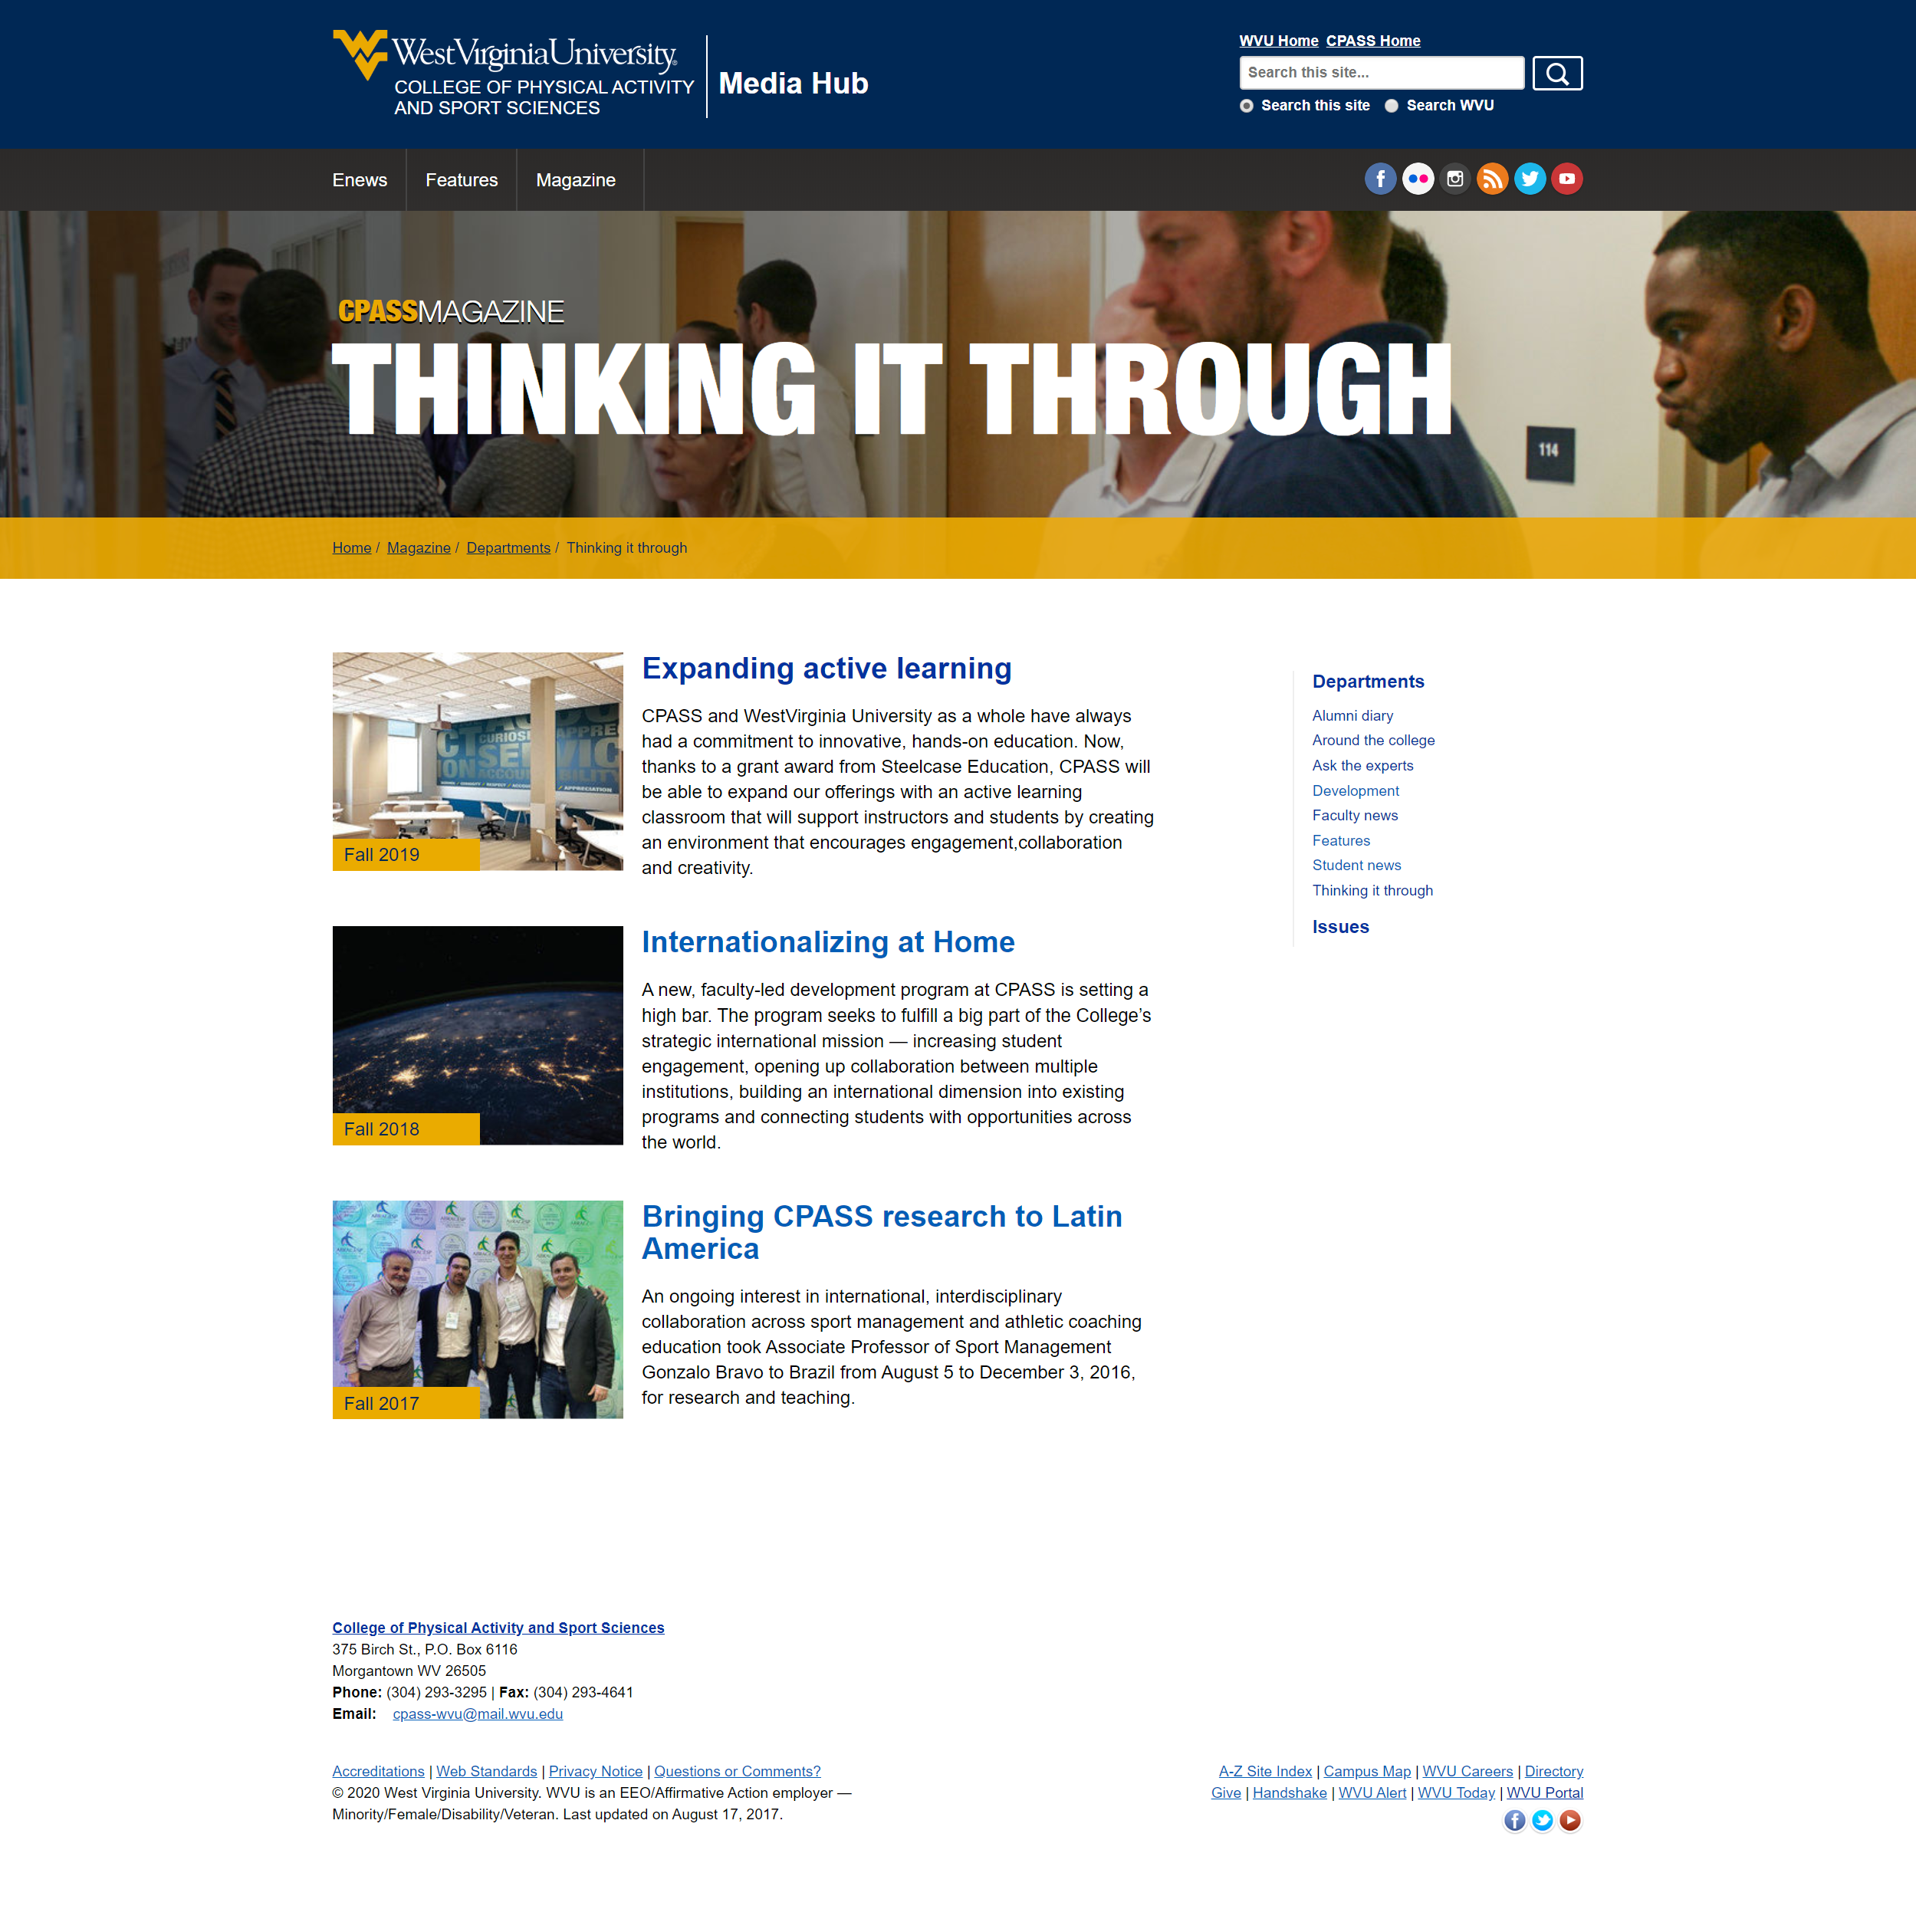 WestVirginiaUniversity®
COLLEGE OF PHYSICAL ACTIVITY
AND SPORT SCIENCES
Media Hub
WVU Home CPASS Home
Search this site...
Search this site Search WVU
Enews Features Magazine
CPASSMAGAZINE
THINKING IT THROUGH
114
Home / Magazine / Departments / Thinking it through
Expanding active learning
CPASS and WestVirginia University as a whole have always
had a commitment to innovative, hands-on education. Now,
thanks to a grant award from Steelcase Education, CPASS will
be able to expand our offerings with an active learning
classroom that will support instructors and students by creating
an environment that encourages engagement,collaboration
and creativity.
Fall 2019
Internationalizing at Home
A new, faculty-led development program at CPASS is setting a
high bar. The program seeks to fulfill a big part of the College’s
strategic international mission — increasing student
engagement, opening up collaboration between multiple
institutions, building an international dimension into existing
programs and connecting students with opportunities across
the world.
Fall 2018
Bringing CPASS research to Latin
America
An ongoing interest in international, interdisciplinary
collaboration across sport management and athletic coaching
education took Associate Professor of Sport Management
Gonzalo Bravo to Brazil from August 5 to December 3, 2016,
for research and teaching.
Fall 2017
Departments
Alumni diary
Around the college
Ask the experts
Development
Faculty news
Features
Student news
Thinking it through
Issues
College of Physical Activity and Sport Sciences
375 Birch St., P.O. Box 6116
Morgantown WV 26505
Phone: (304) 293-3295 | Fax: (304) 293-4641
Email: cpass-wvu@mail.wvu.edu
Accreditations | Web Standards | Privacy Notice | Questions or Comments?
© 2020 West Virginia University. WVU is an EEO/Affirmative Action employer —
Minority/Female/Disability/Veteran. Last updated on August 17, 2017.
A-Z Site Index | Campus Map | WVU Careers | Directory
Give | Handshake | WVU Alert | WVU Today | WVU Portal